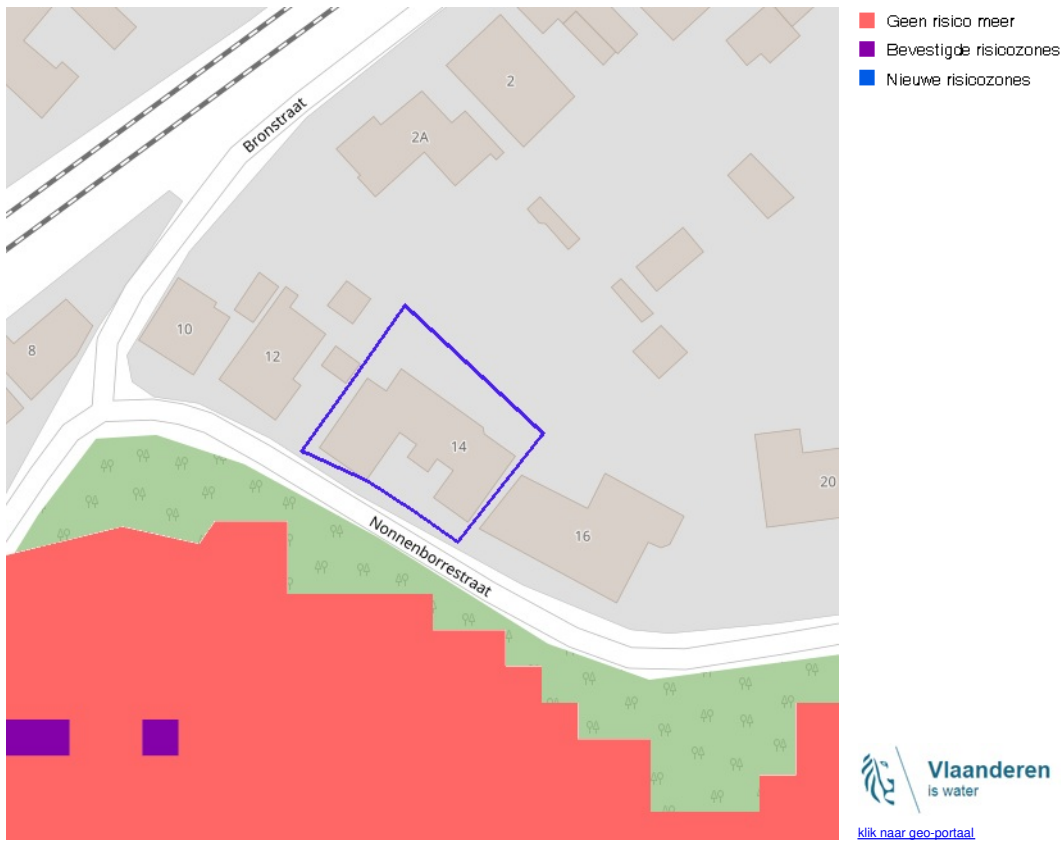 Geen risico meer
Bevestigde risicozones
Nieuwe risicozones
Bronstraat
2
2A
10
12
8
14
16
20
Nonnenborrestraat
Vlaanderen
is water
klik naar geo-portaal